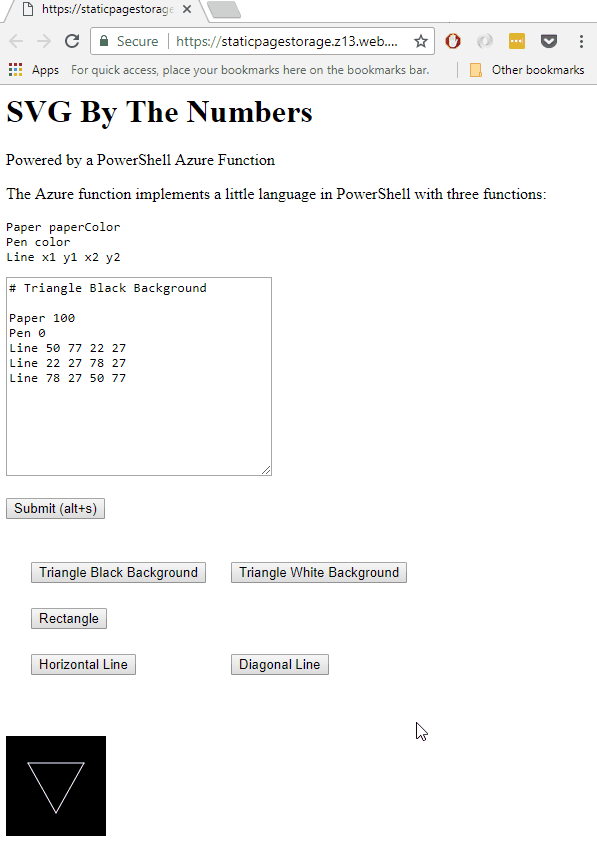 https://staticpagestorage
Secure
https://staticpagestorage.z13.web....
Apps For quick access, place your bookmarks here on the bookmarks bar. Other bookmarks
SVG By The Numbers
Powered by a PowerShell Azure Function
The Azure function implements a little language in PowerShell with three functions:
Paper paperColor
Pen color
Line x1 y1 x2 y2
# Triangle Black Background
Paper 100
Pen 0
Line 50 77 22 27
Line 22 27 78 27
Line 78 27 50 77
Submit (alt+s)
Triangle Black Background Triangle White Background
Rectangle
Horizontal Line Diagonal Line